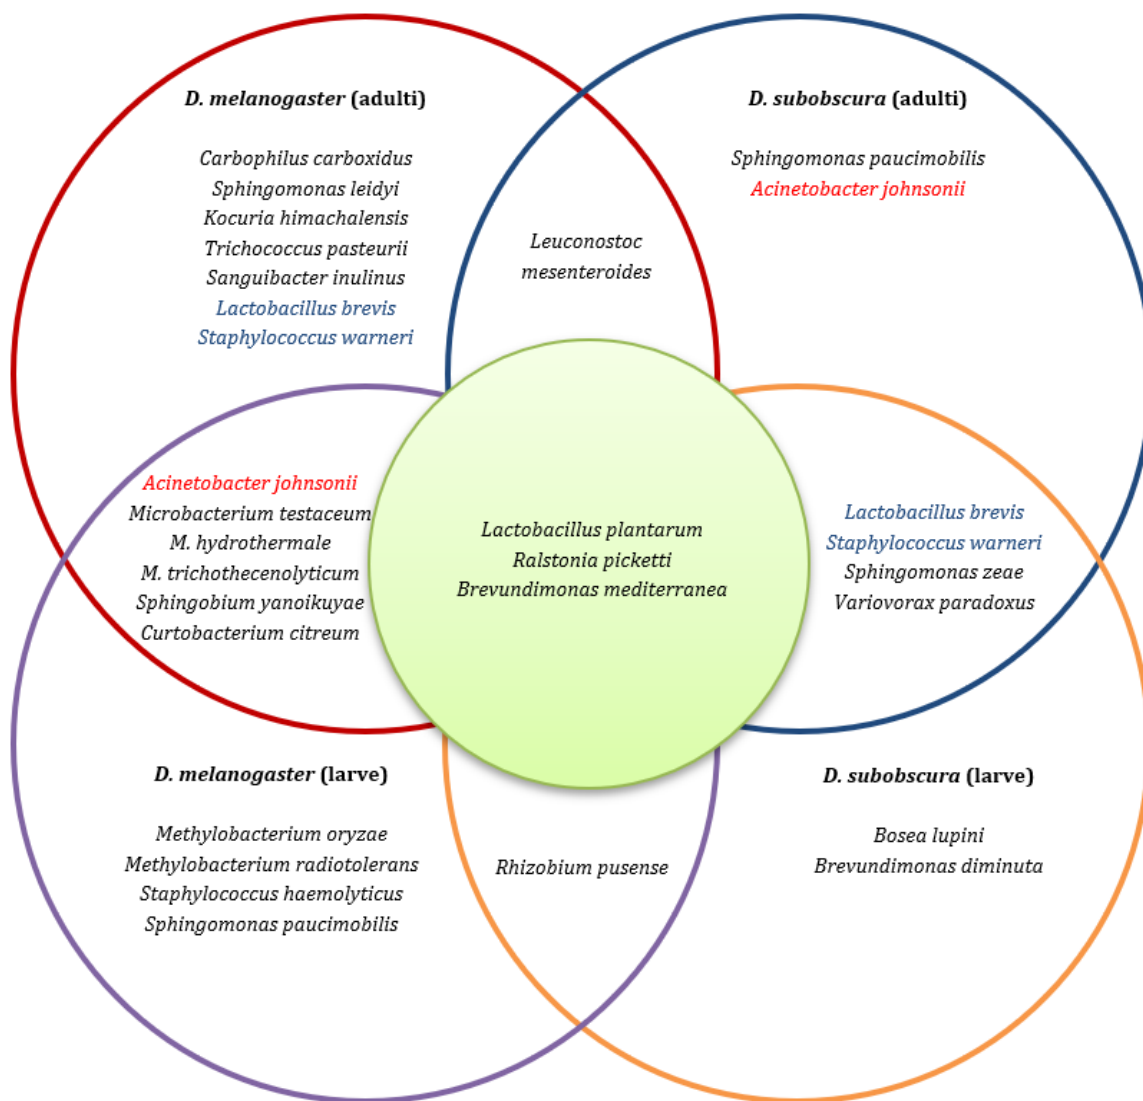 D. melanogaster (adulti)
Carbophilus carboxidus
Sphingomonas leidyi
Kocuria himachalensis
Trichococcus pasteurii
Sanguibacter inulinus
Lactobacillus brevis
Staphylococcus warneri
Leuconostoc
mesenteroides
D. subobscura (adulti)
Sphingomonas paucimobilis
Acinetobacter johnsonii
Acinetobacter johnsonii
Microbacterium testaceum
M. hydrothermale
M. trichothecenolyticum
Sphingobium yanoikuyae
Curtobacterium citreum
Lactobacillus plantarum
Ralstonia picketti
Brevundimonas mediterranea
Lactobacillus brevis
Staphylococcus warneri
Sphingomonas zeae
Variovorax paradoxus
D. melanogaster (larve)
Methylobacterium oryzae
Methylobacterium radiotolerans
Staphylococcus haemolyticus
Sphingomonas paucimobilis
Rhizobium pusense
D. subobscura (larve)
Bosea lupini
Brevundimonas diminuta